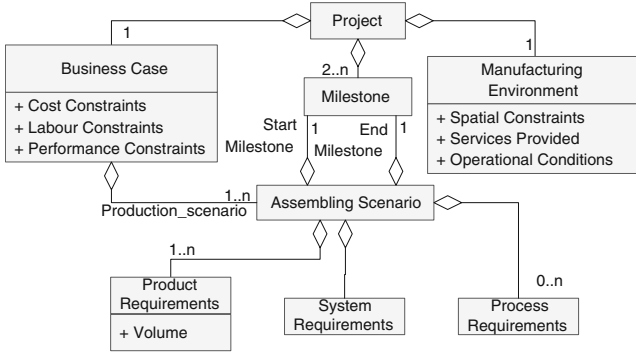 Project
1
1
Business Case
+ Cost Constraints
+ Labour Constraints
+ Performance Constraints
2..n
Milestone
Manufacturing
Environment
+ Spatial Constraints
+ Services Provided
+ Operational Conditions
Start
Milestone
1
End
Milestone
1
1..n
Production_scenario
Assembling Scenario
1..n
0..n
Product
Requirements
+ Volume
System
Requirements
Process
Requirements